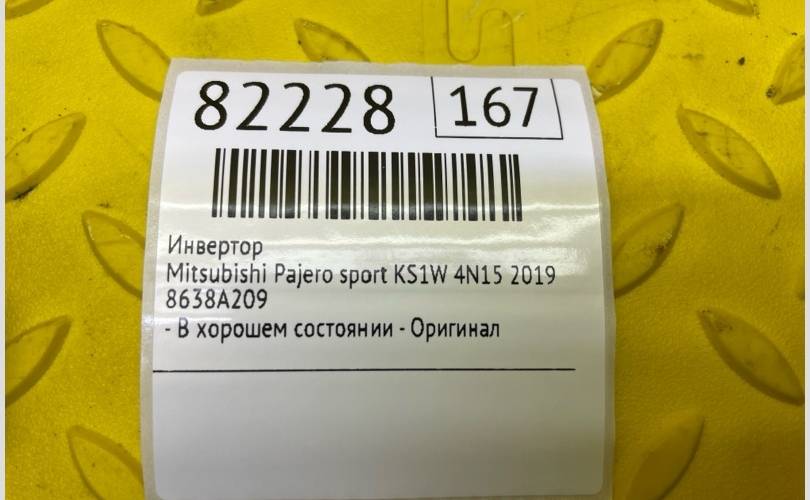 82228 167
Инвертор
Mitsubishi Pajero sport KS1W 4N15 2019
8638A209
- В хорошем состоянии - Оригинал